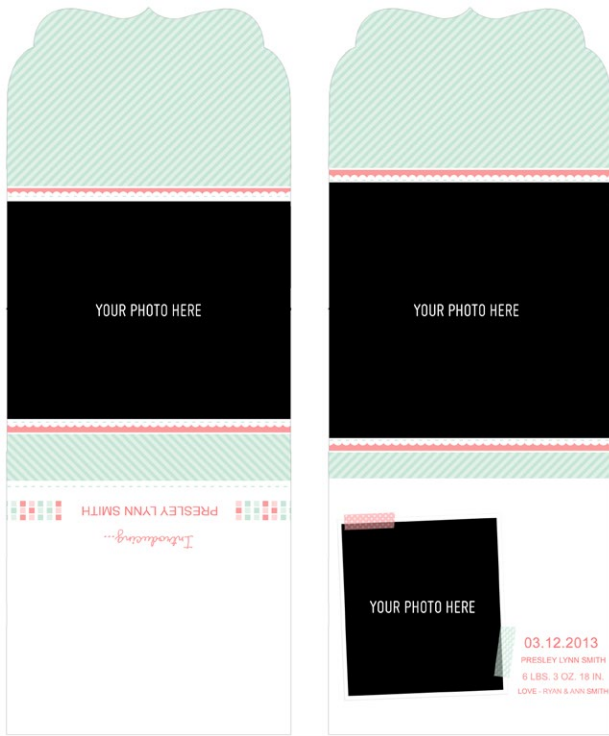 YOUR PHOTO HERE
PRESLEY LYNN SMITH
Introducing...
YOUR PHOTO HERE
YOUR PHOTO HERE
03.12.2013
PRESLEY LYNN SMITH
6 LBS. 3 OZ. 18 IN.
LOVE - RYAN & ANN SMITH